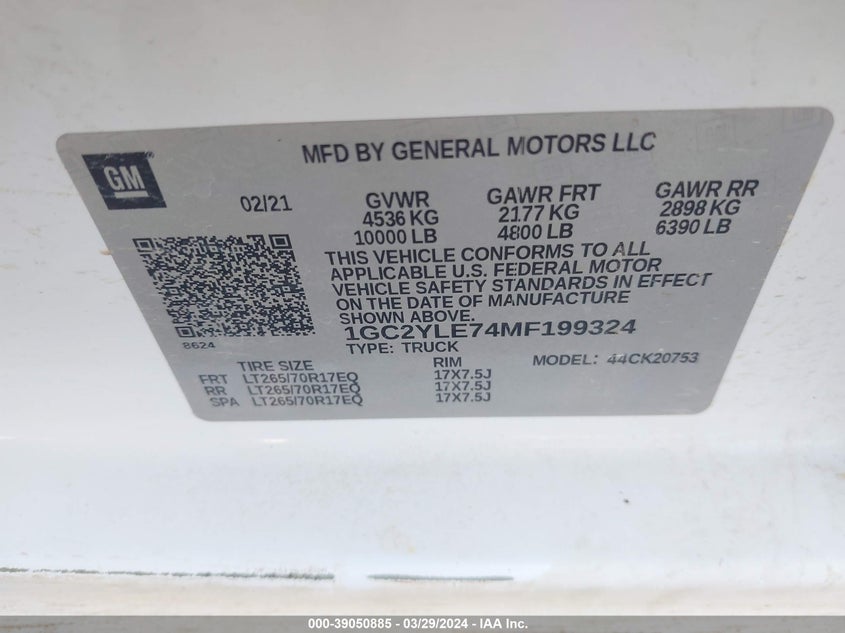 MFD BY GENERAL MOTORS LLC
GM
02/21
GVWR
4536 KG
10000 LB
GAWR FRT
2177 KG
4800 LB
GAWR RR
2898 KG
6390 LB
THIS VEHICLE CONFORMS TO ALL
APPLICABLE U.S. FEDERAL MOTOR
VEHICLE SAFETY STANDARDS IN EFFECT
ON THE DATE OF MANUFACTURE
SHOWN ABOVE.
1GC2YLE74MF199324
8624
TYPE: TRUCK
MODEL: 44CK20753
TIRE SIZE RIM
FRT LT265/70R17EQ 17X7.5J
RR LT265/70R17EQ 17X7.5J
SPA LT265/70R17EQ 17X7.5J
000-39050885 - 03/29/2024 - IAA Inc.